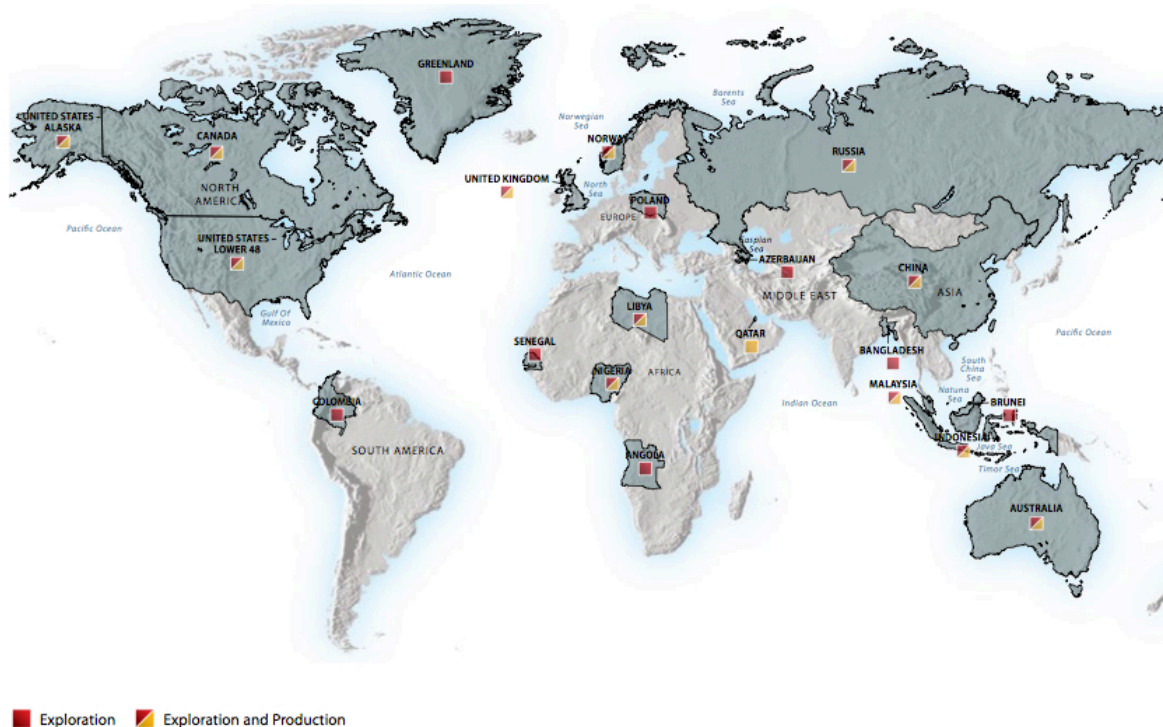 GREENLAND
Barents
Sea
UNITED STATES –
ALASKA
Norwegian
Sea
CANADA
NORWAY
RUSSIA
NORTH
AMERICA
UNITED KINGDOM
North
Sea
POLAND
EUROPE
Pacific Ocean
UNITED STATES –
LOWER 48
Caspian
Sea
AZERBAIJAN
CHINA
Atlantic Ocean
MIDDLE EAST
ASIA
Gulf Of
Mexico
LIBYA
QATAR
Pacific Ocean
SENEGAL
BANGLADESH
NIGERIA
AFRICA
South
China
Sea
MALAYSIA
Natuna
Sea
COLOMBIA
Indian Ocean
BRUNEI
INDONESIA
Java Sea
SOUTH AMERICA
ANGOLA
Timor Sea
AUSTRALIA
Exploration
Exploration and Production